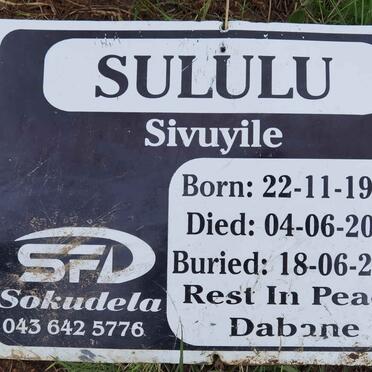 SULULU
Sivuyile
Born: 22-11-19
Died: 04-06-20
Buried: 18-06-2
Rest In Pea
Dabane
SFI
Sokudela
043 642 5776